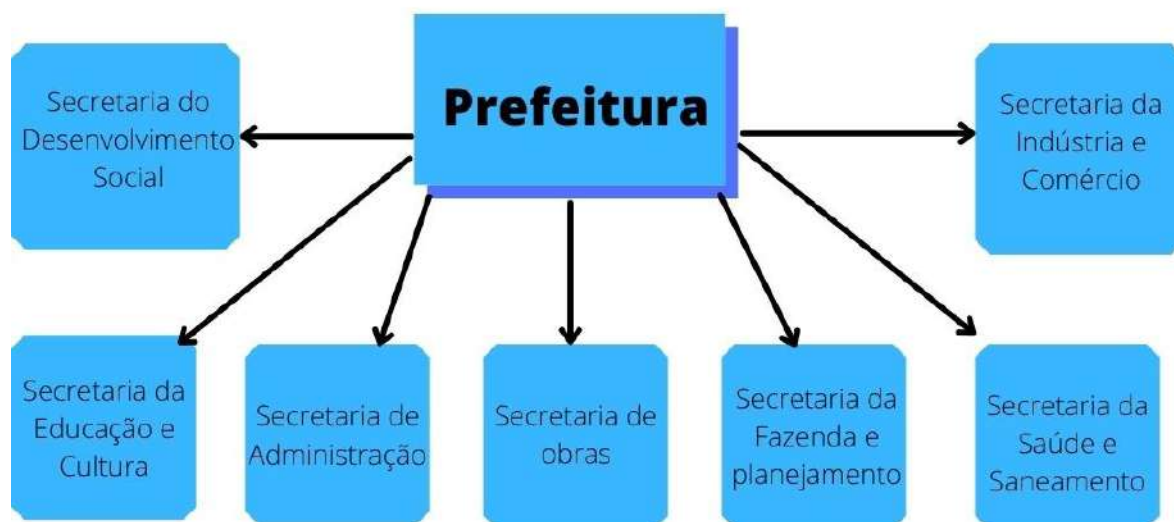 Prefeitura
Secretaria do
Desenvolvimento
Social
Secretaria da
Indústria e
Comércio
Secretaria da
Educação e
Cultura
Secretaria de
Administração
Secretaria de
obras
Secretaria da
Fazenda e
planejamento
Secretaria da
Saúde e
Saneamento